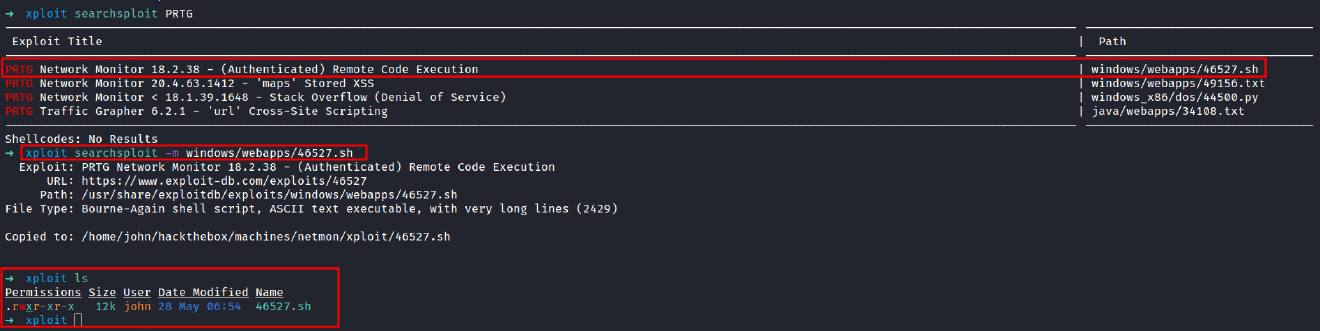 → xploit searchsploit PRTG
Exploit Title | Path
PRTG Network Monitor 18.2.38 - (Authenticated) Remote Code Execution | windows/webapps/46527.sh
PRTG Network Monitor 20.4.63.1412 - 'maps' Stored XSS | windows/webapps/49156.txt
PRTG Network Monitor < 18.1.39.1648 - Stack Overflow (Denial of Service) | windows_x86/dos/44500.py
PRTG Traffic Grapher 6.2.1 - 'url' Cross-Site Scripting | java/webapps/34108.txt
Shellcodes: No Results
→ xploit searchsploit -m windows/webapps/46527.sh
Exploit: PRTG Network Monitor 18.2.38 - (Authenticated) Remote Code Execution
URL: https://www.exploit-db.com/exploits/46527
Path: /usr/share/exploitdb/exploits/windows/webapps/46527.sh
File Type: Bourne-Again shell script, ASCII text executable, with very long lines (2429)
Copied to: /home/john/hackthebox/machines/netmon/xploit/46527.sh
→ xploit ls
Permissions Size User Date Modified Name
.rwxr-xr-x 12k john 28 May 06:54 46527.sh
→ xploit